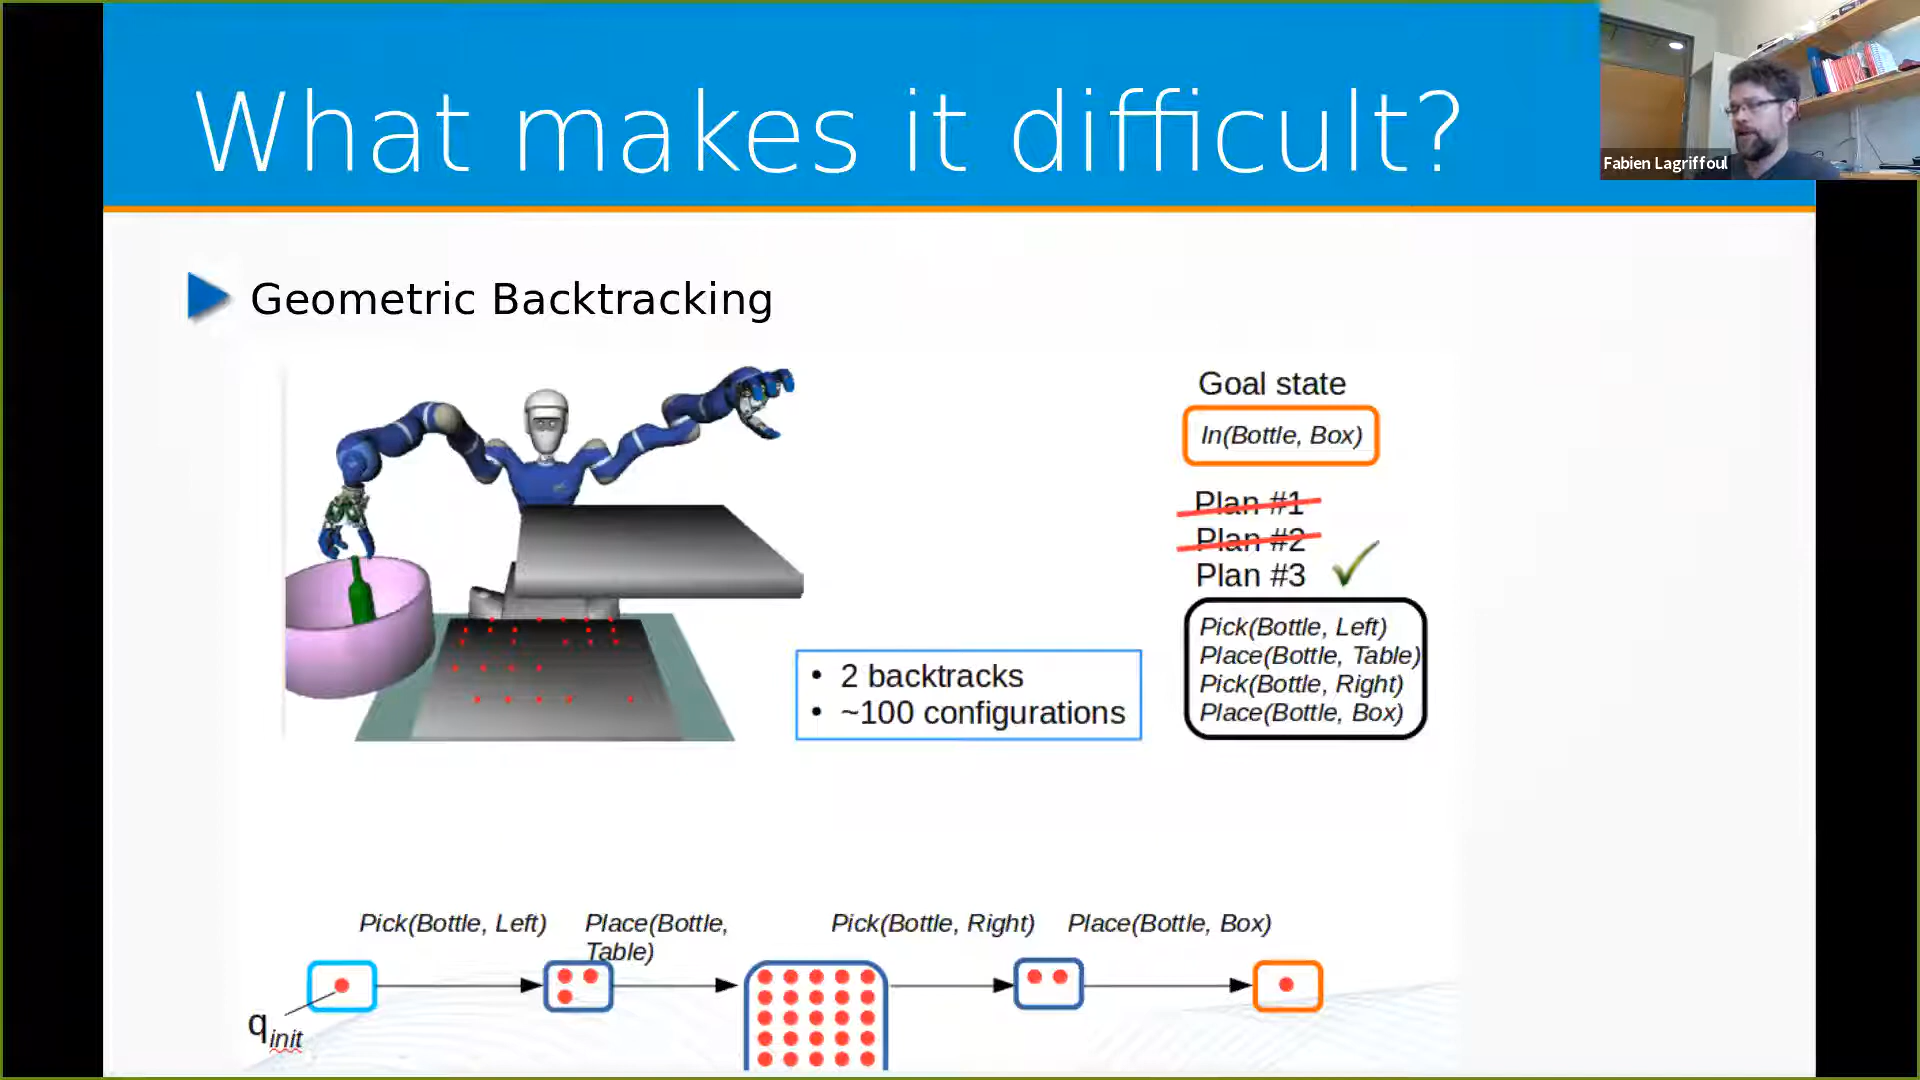 What makes it difficult?
Fabien Lagriffoul
Geometric Backtracking
Goal state
In(Bottle, Box)
Plan #1
Plan #2
Plan #3
Pick(Bottle, Left)
Place(Bottle, Table)
Pick(Bottle, Right)
Place(Bottle, Box)
• 2 backtracks
• ~100 configurations
Pick(Bottle, Left)
Place(Bottle,
Table)
Pick(Bottle, Right)
Place(Bottle, Box)
qinit